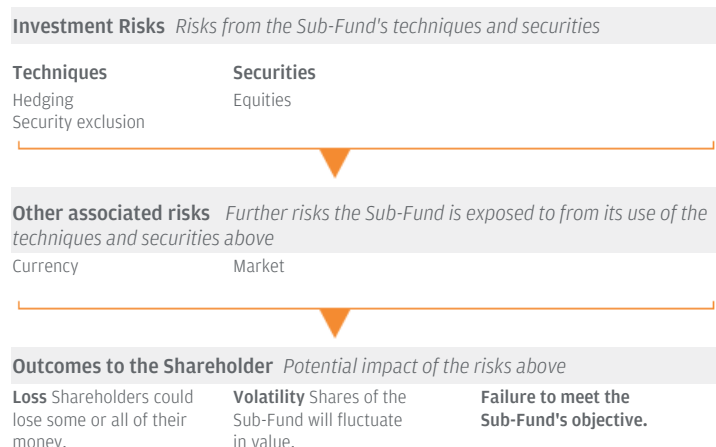 Investment Risks Risks from the Sub-Fund's techniques and securities
Techniques
Hedging
Security exclusion
Securities
Equities
Other associated risks Further risks the Sub-Fund is exposed to from its use of the
techniques and securities above
Currency
Market
Outcomes to the Shareholder Potential impact of the risks above
Loss Shareholders could
lose some or all of their
money.
Volatility Shares of the
Sub-Fund will fluctuate
in value.
Failure to meet the
Sub-Fund's objective.